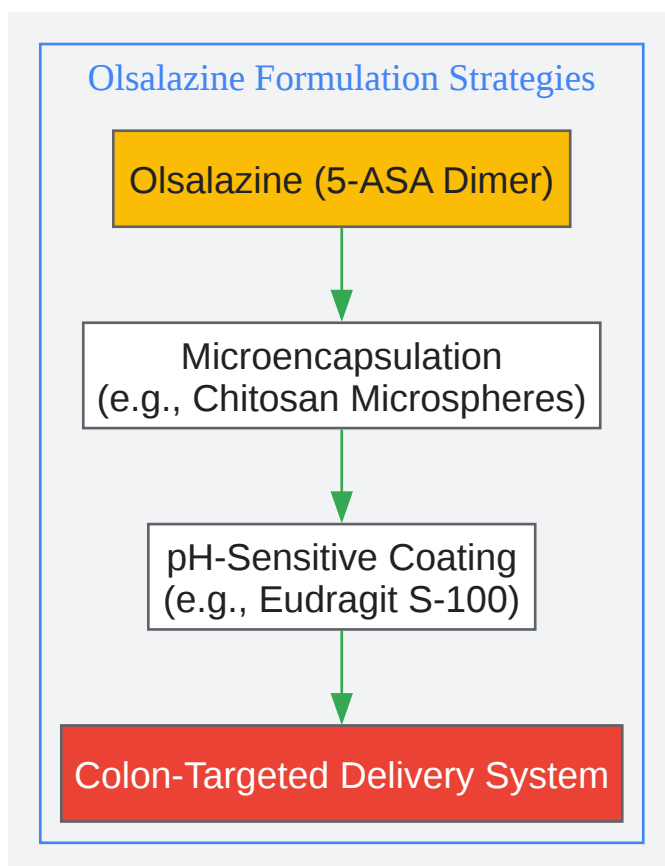 Olsalazine Formulation Strategies
Olsalazine (5-ASA Dimer)
Microencapsulation
(e.g., Chitosan Microspheres)
pH-Sensitive Coating
(e.g., Eudragit S-100)
Colon-Targeted Delivery System